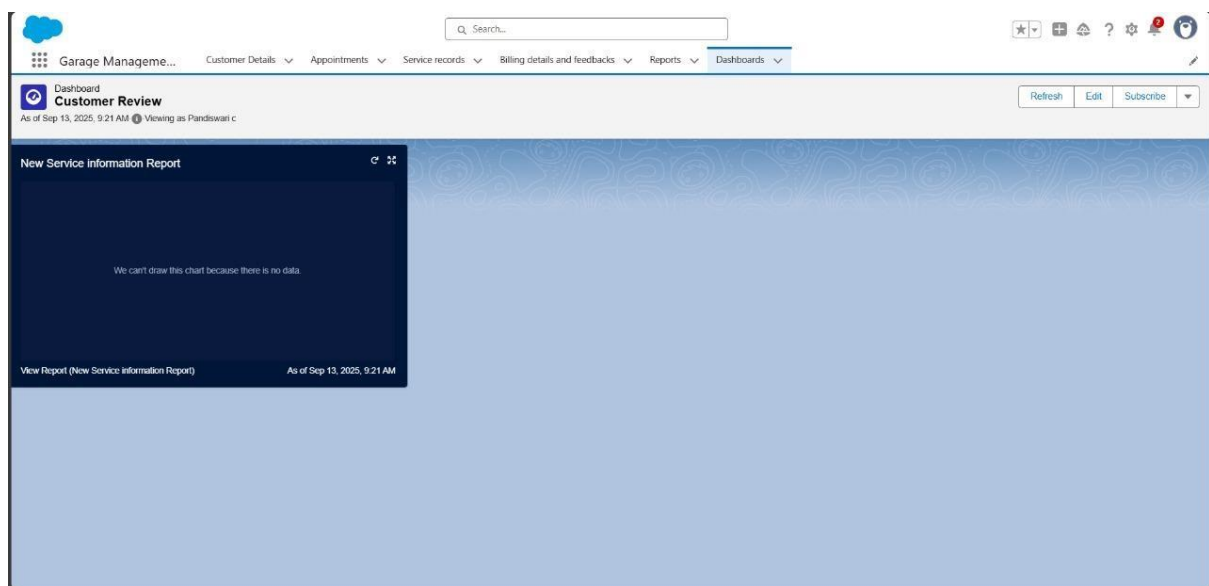 Search...
2
Garage Manageme...
Customer Details
Appointments
Service records
Billing details and feedbacks
Reports
Dashboards
Dashboard
Customer Review
As of Sep 13, 2025, 9:21 AM Viewing as Pandiswari c
Refresh
Edit
Subscribe
New Service information Report
We can't draw this chart because there is no data.
View Report (New Service information Report)
As of Sep 13, 2025, 9:21 AM